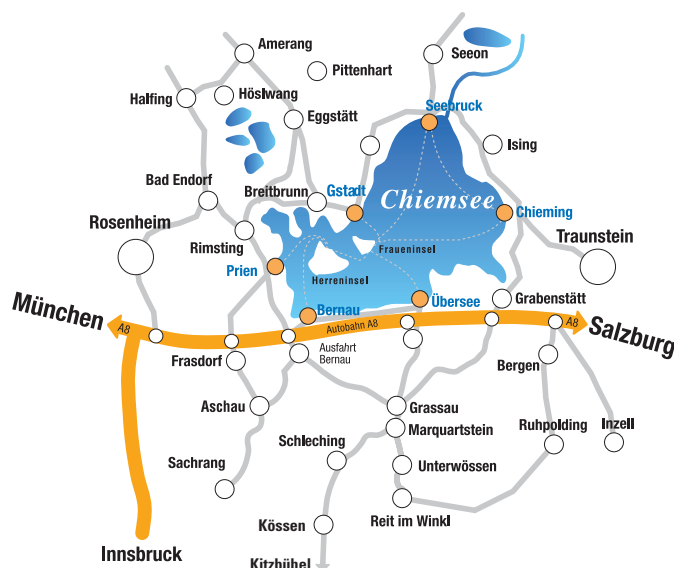 Amerang
Seeon
Pittenhart
Halfing
Höslwang
Seebruck
Eggstätt
Ising
Bad Endorf
Breitbrunn
Gstadt
Chiemsee
Chieming
Rosenheim
Rimsting
Fraueninsel
Traunstein
Prien
Herreninsel
München
Bernau
Übersee
Grabenstätt
A8
Autobahn A8
A8
Salzburg
Frasdorf
Ausfahrt
Bernau
Bergen
Aschau
Grassau
Marquartstein
Ruhpolding
Inzell
Schleching
Sachrang
Unterwössen
Kössen
Reit im Winkl
Innsbruck
Kitzbühel